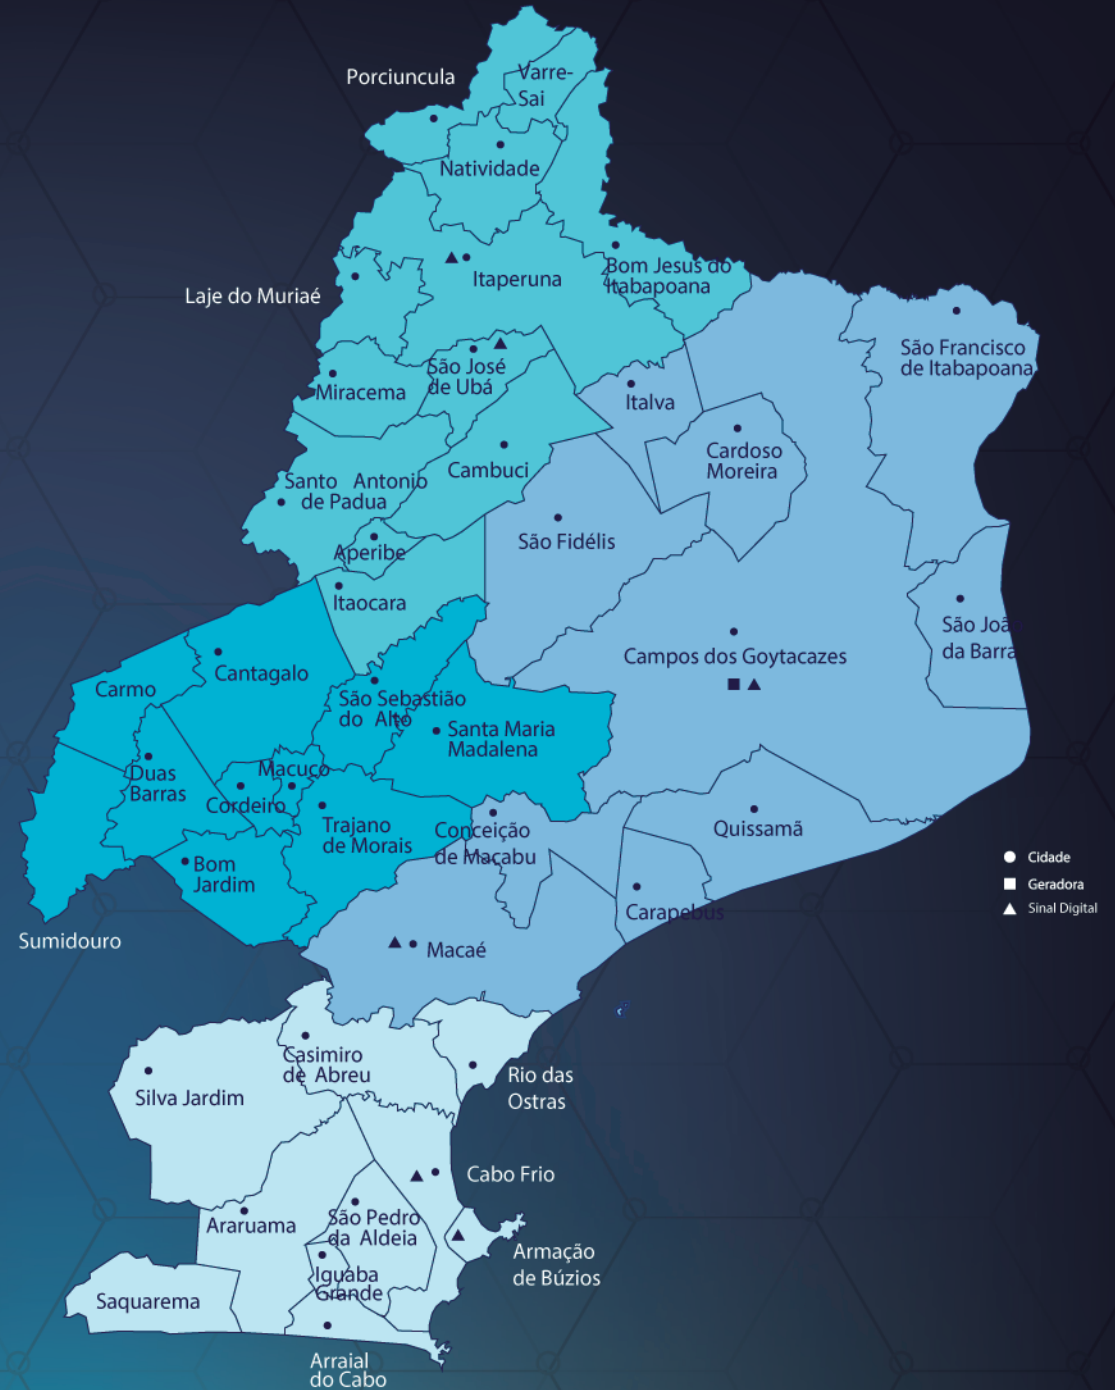 Porciuncula
Varre-
Sai
Natividade
Itaperuna
Bom Jesus do
Itabapoana
Laje do Muriaé
São José
de Ubá
Miracema
São Francisco
de Itabapoana
Italva
Cardoso
Moreira
Cambuci
Santo Antonio
de Padua
São Fidélis
Aperibe
Itaocara
São João
da Barra
Campos dos Goytacazes
Cantagalo
Carmo
São Sebastião
do Alto
Santa Maria
Madalena
Macuco
Duas
Barras
Cordeiro
Trajano
de Morais
Conceição
de Macabu
Quissamã
Bom
Jardim
Carapebus
Sumidouro
Macaé
Cidade
Geradora
Sinal Digital
Casimiro
de Abreu
Silva Jardim
Rio das
Ostras
Cabo Frio
Araruama
São Pedro
da Aldeia
Armação
de Búzios
Iguaba
Grande
Saquarema
Arraial
do Cabo